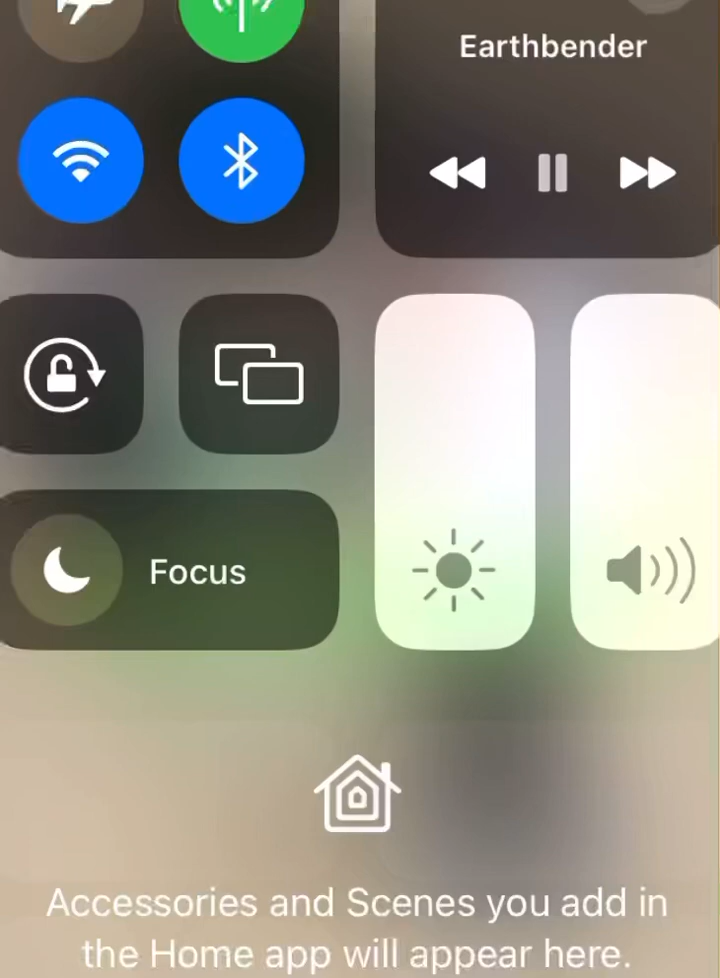 Earthbender
Focus
Accessories and Scenes you add in
the Home app will appear here.